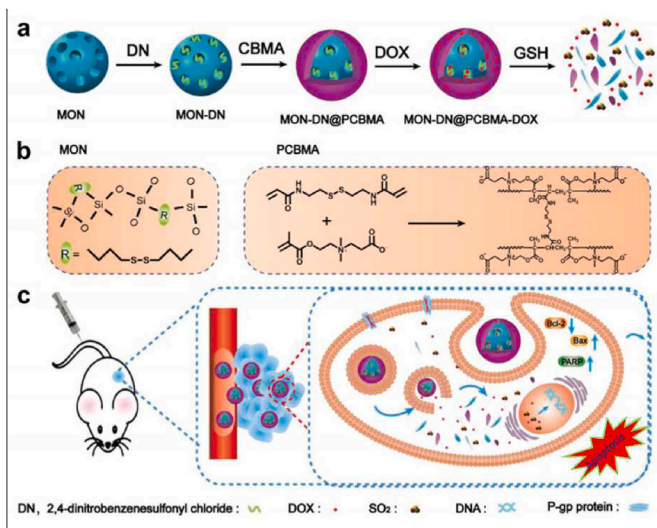 a
DN
CBMA
DOX
GSH
MON
MON-DN
MON-DN@PCBMA
MON-DN@PCBMA-DOX
b
MON
PCBMA
R
R
R =
S-S
c
Bcl-2
Bax
PARP
Apoptosis
DN, 2,4-dinitrobenzenesulfonyl chloride :
DOX :
SO₂ :
DNA :
P-gp protein :